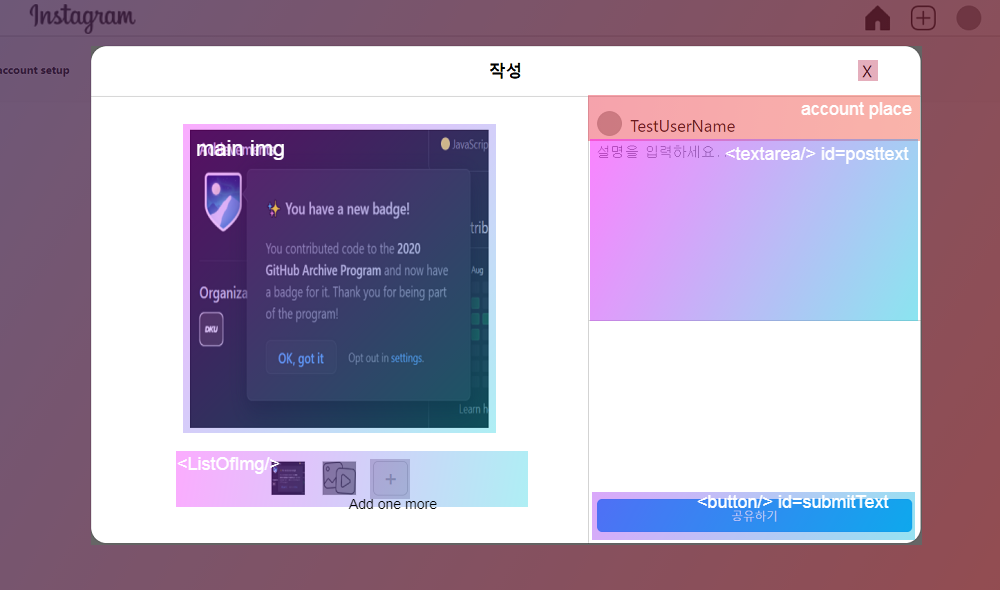 Instagram
account setup
작성
X
account place
TestUserName
설명을 입력하세요.
<textarea/> id=posttext
main img
JavaScrip
✨ You have a new badge!
You contributed code to the 2020
GitHub Archive Program and now have
a badge for it. Thank you for being part
of the program!
OK, got it
Opt out in settings.
trib
Aug
Organiza
DKU
Learn h
<ListOfImg/>
+
Add one more
<button/> id=submitText
공유하기